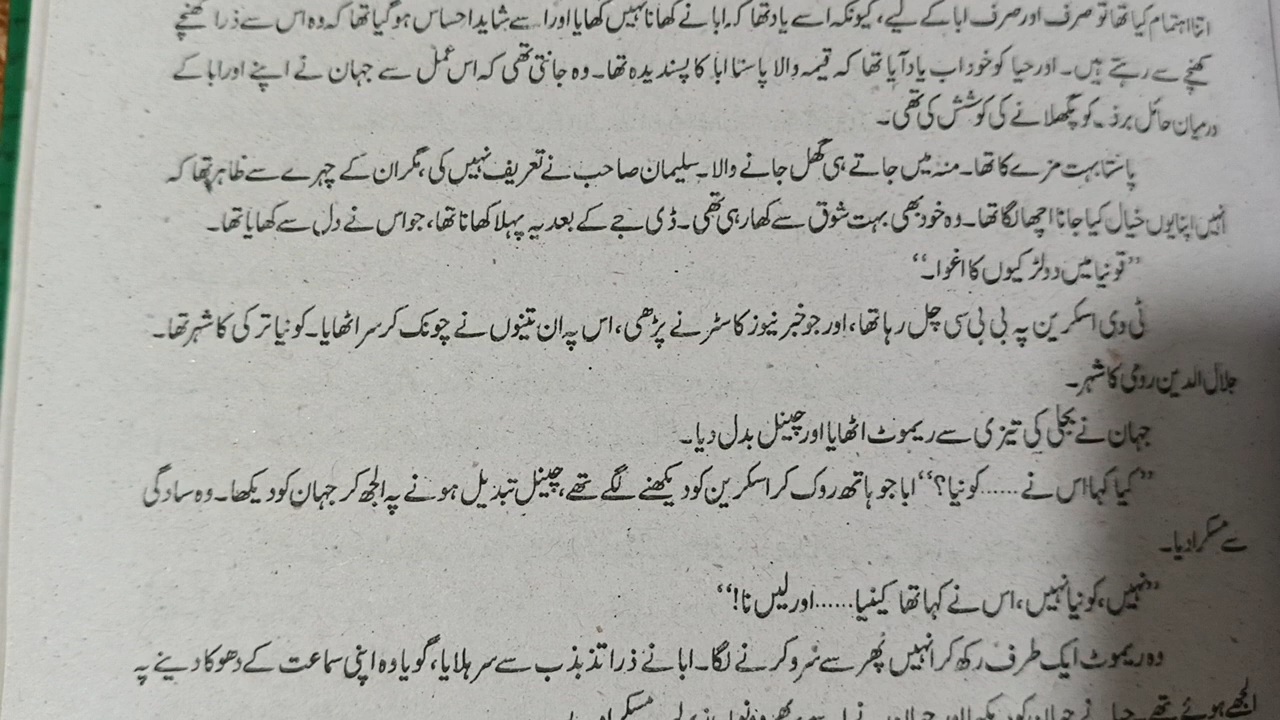 اتنا اہتمام کیا تھا تو صرف اور صرف ابا کے لیے، کیونکہ اسے یاد تھا کہ ابا نے کھانا نہیں کھایا اور اسے شاید احساس ہو گیا تھا کہ وہ اس سے ذرا کھنچے
کھنچے سے رہتے ہیں۔ اور حیا کو خود اب یاد آیا تھا کہ قیمہ والا پاستا ابا کا پسندیدہ تھا۔ وہ جانتی تھی کہ اس عمل سے جہان نے اپنے اور ابا کے
درمیان حائل برف کو پگھلانے کی کوشش کی تھی۔
پاستا بہت مزے کا تھا۔ منہ میں جاتے ہی گھل جانے والا۔ سلیمان صاحب نے تعریف نہیں کی، مگر ان کے چہرے سے ظاہر تھا کہ
انہیں اپنا یوں خیال کیا جانا اچھا لگا تھا۔ وہ خود بھی بہت شوق سے کھا رہی تھی۔ ڈی جے کے بعد یہ پہلا کھانا تھا، جو اس نے دل سے کھایا تھا۔
”قونیا میں دو لڑکیوں کا اغوا۔“
ٹی وی اسکرین پہ بی بی سی چل رہا تھا، اور جو خبر نیوز کاسٹر نے پڑھی، اس پہ ان تینوں نے چونک کر سر اٹھایا۔ کونیا ترکی کا شہر تھا۔
جلال الدین رومی کا شہر۔
جہان نے بجلی کی تیزی سے ریموٹ اٹھایا اور چینل بدل دیا۔
”کیا کہا اس نے ...... کونیا؟“ ابا جو ہاتھ روک کر اسکرین کو دیکھنے لگے تھے، چینل تبدیل ہونے پہ الجھ کر جہان کو دیکھا۔ وہ سادگی
سے مسکرا دیا۔
”نہیں، کونیا نہیں، اس نے کہا تھا کینیا ...... اور لیں نا!“
وہ ریموٹ ایک طرف رکھ کر انہیں پھر سے سرو کرنے لگا۔ ابا نے ذرا تذبذب سے سر ہلایا، گویا وہ اپنی سماعت کے دھوکا دینے پہ
الجھے ہوئے تھے۔